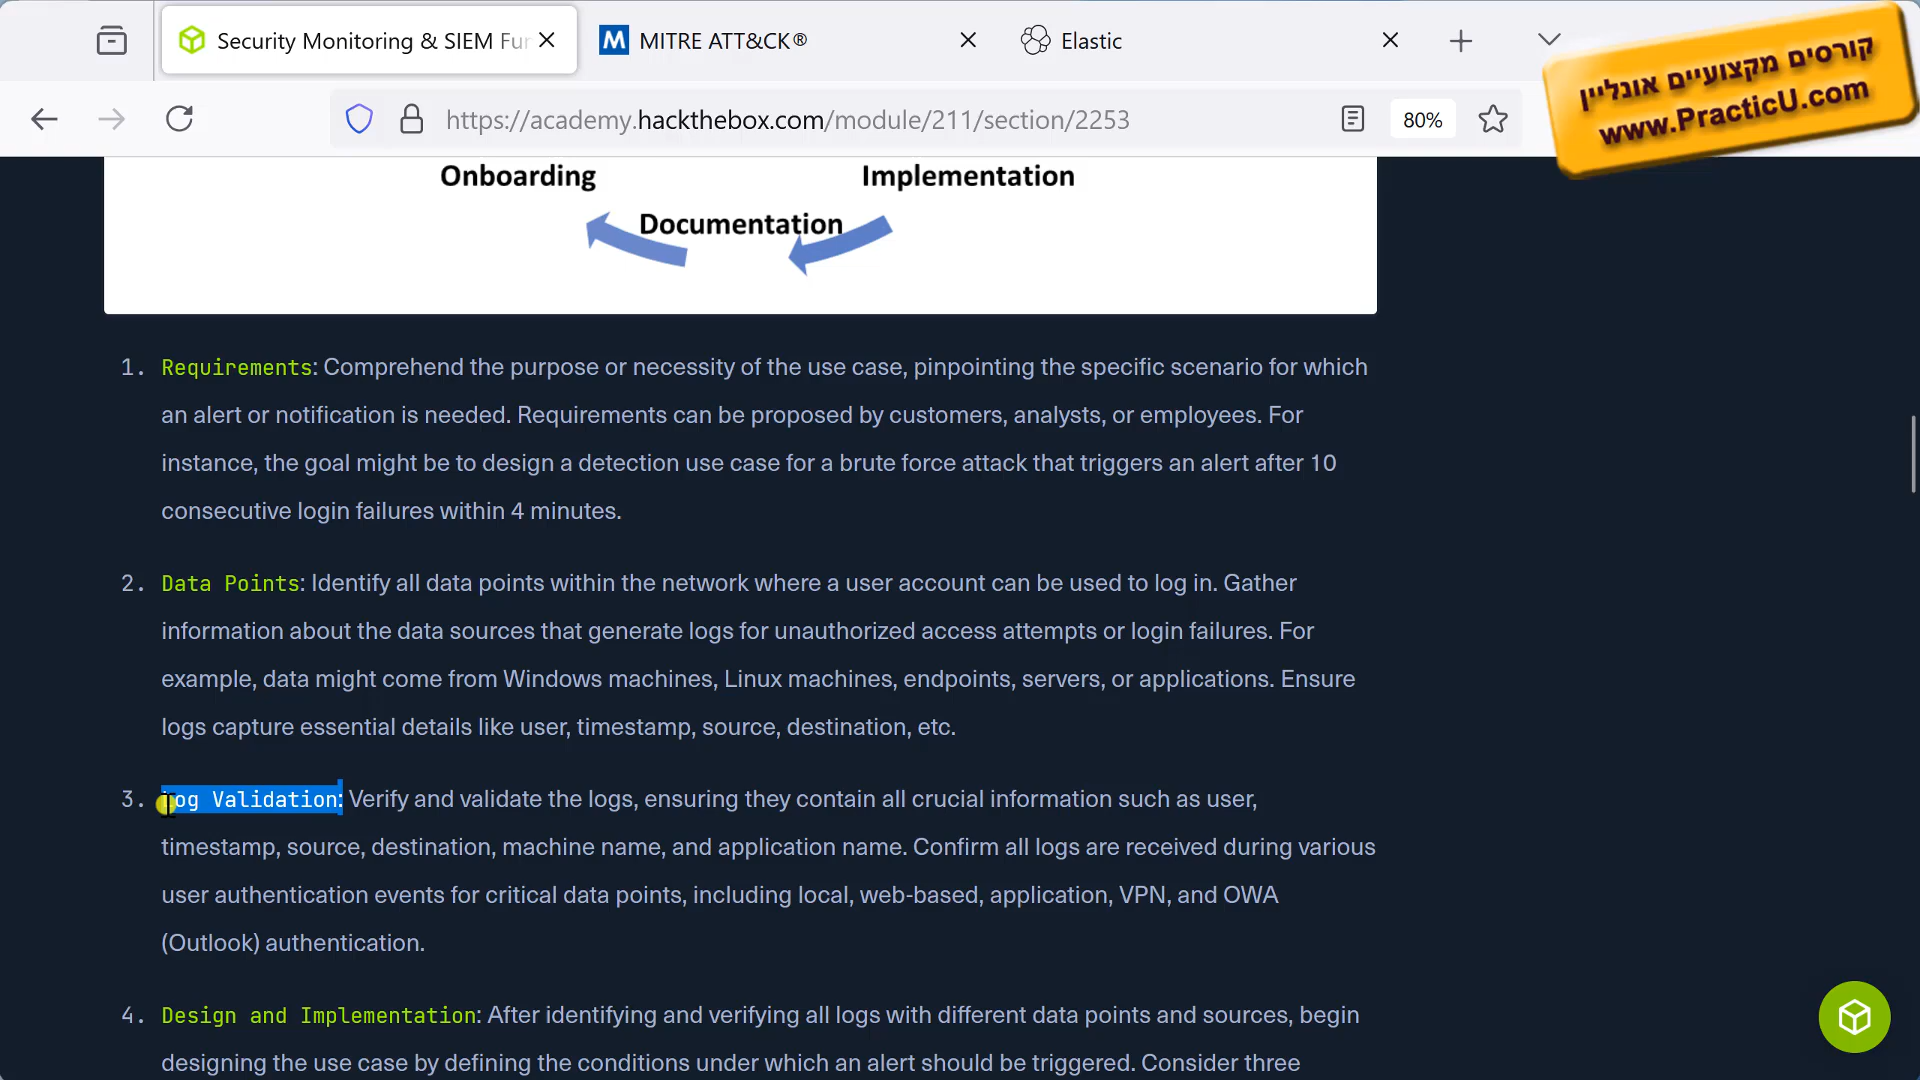 Security Monitoring & SIEM Fur
MITRE ATT&CK®
Elastic
קורסים מקצועיים אונליין
www.PracticU.com
https://academy.hackthebox.com/module/211/section/2253
80%
Onboarding
Implementation
Documentation
1. Requirements: Comprehend the purpose or necessity of the use case, pinpointing the specific scenario for which
an alert or notification is needed. Requirements can be proposed by customers, analysts, or employees. For
instance, the goal might be to design a detection use case for a brute force attack that triggers an alert after 10
consecutive login failures within 4 minutes.
2. Data Points: Identify all data points within the network where a user account can be used to log in. Gather
information about the data sources that generate logs for unauthorized access attempts or login failures. For
example, data might come from Windows machines, Linux machines, endpoints, servers, or applications. Ensure
logs capture essential details like user, timestamp, source, destination, etc.
3. Log Validation: Verify and validate the logs, ensuring they contain all crucial information such as user,
timestamp, source, destination, machine name, and application name. Confirm all logs are received during various
user authentication events for critical data points, including local, web-based, application, VPN, and OWA
(Outlook) authentication.
4. Design and Implementation: After identifying and verifying all logs with different data points and sources, begin
designing the use case by defining the conditions under which an alert should be triggered. Consider three